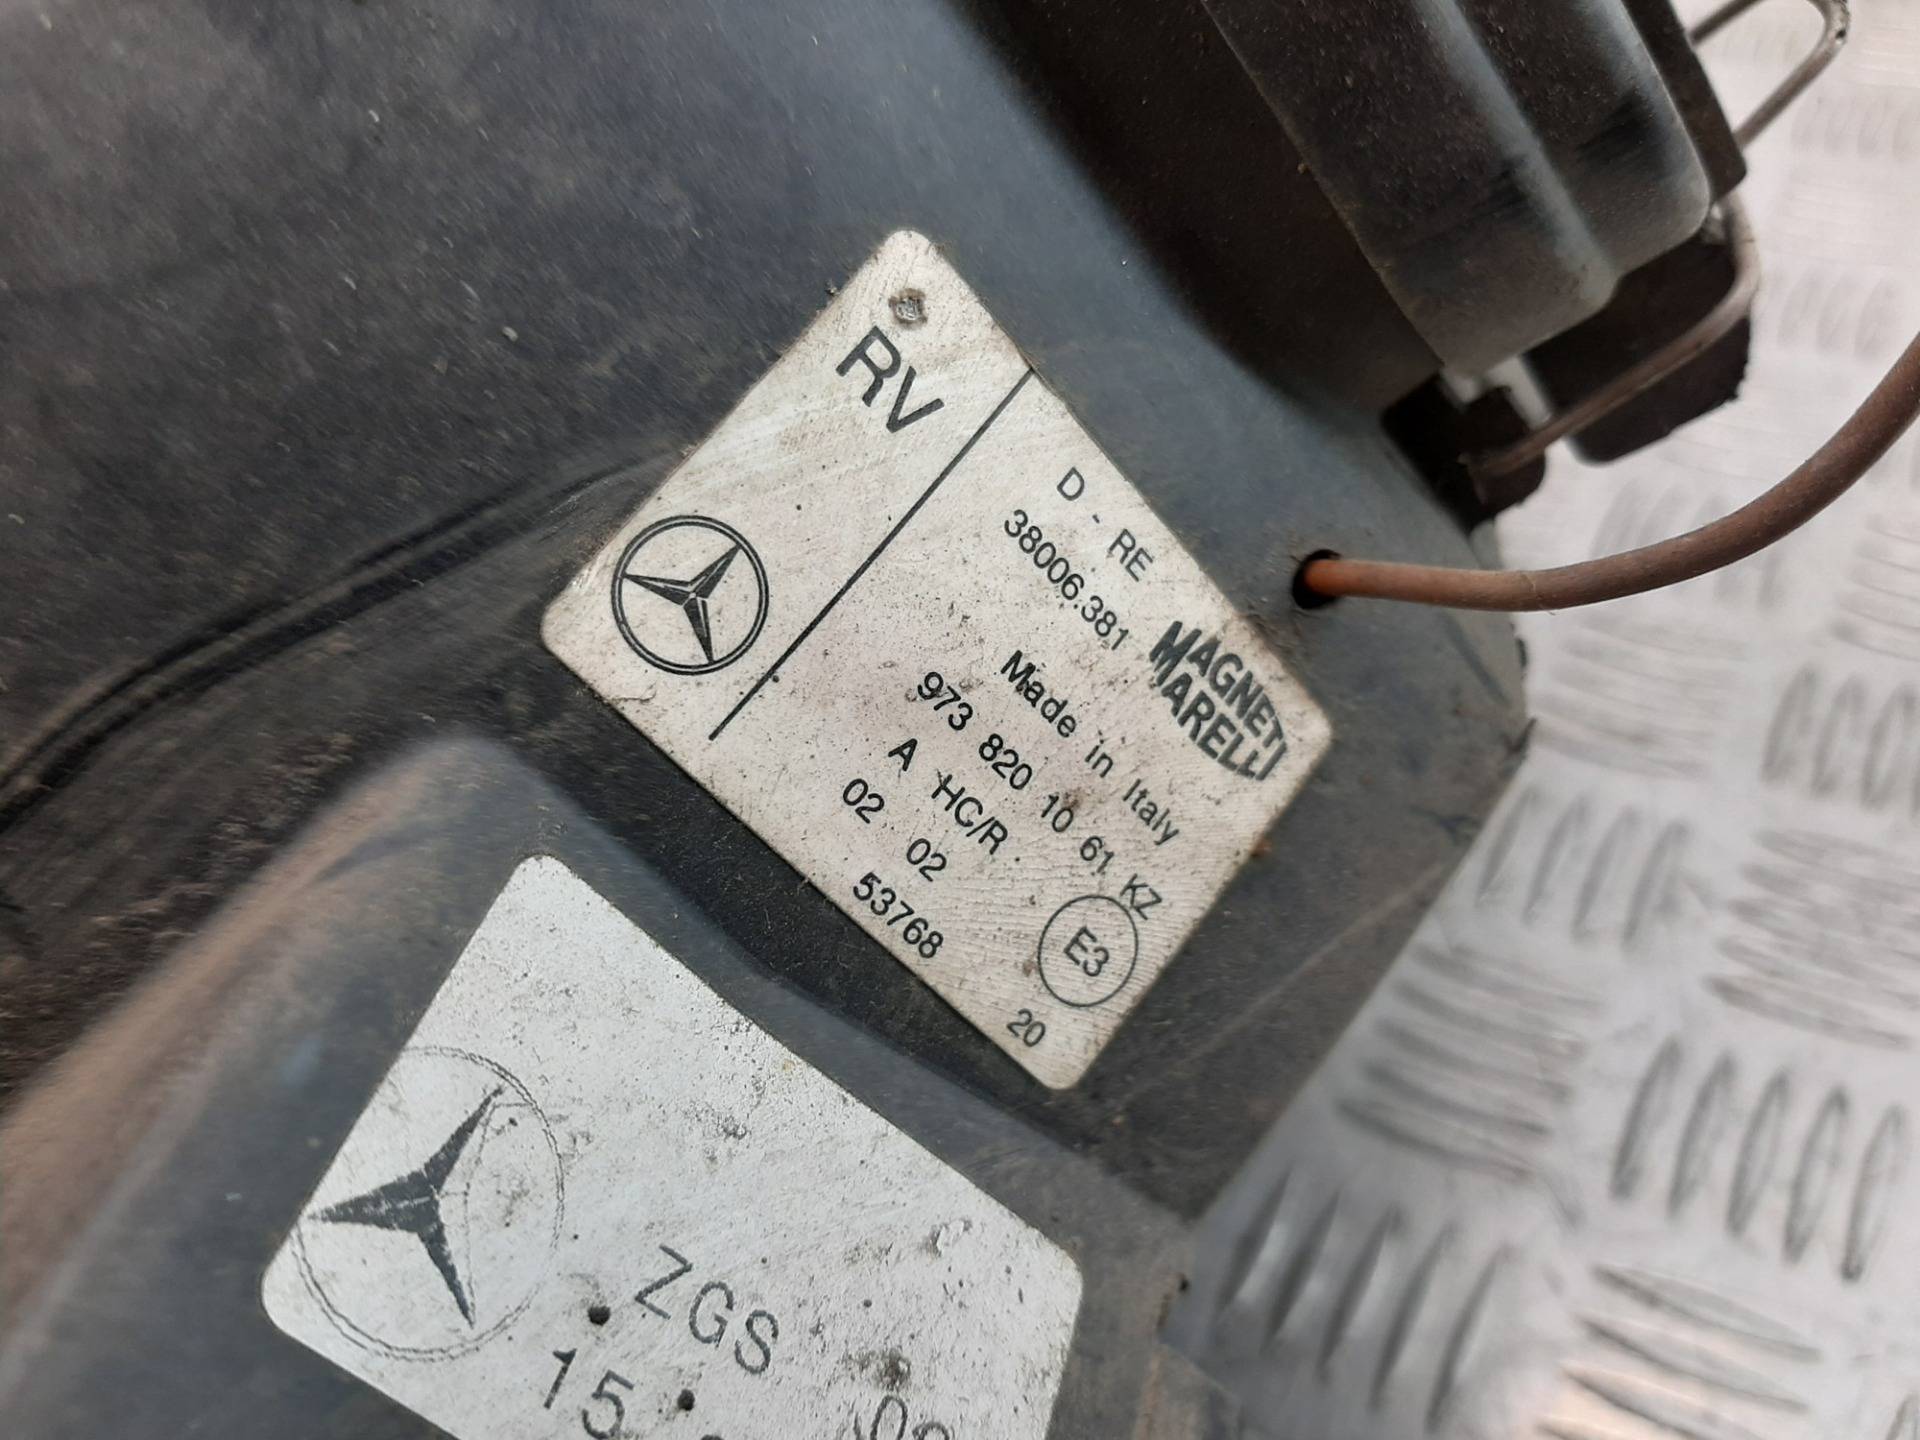 RV
D - RE
38006.381
MAGNETI
MARELLI
Made in Italy
973 820 10 61 KZ
A HC/R
02 02
E3
53768
20
ZGS
15